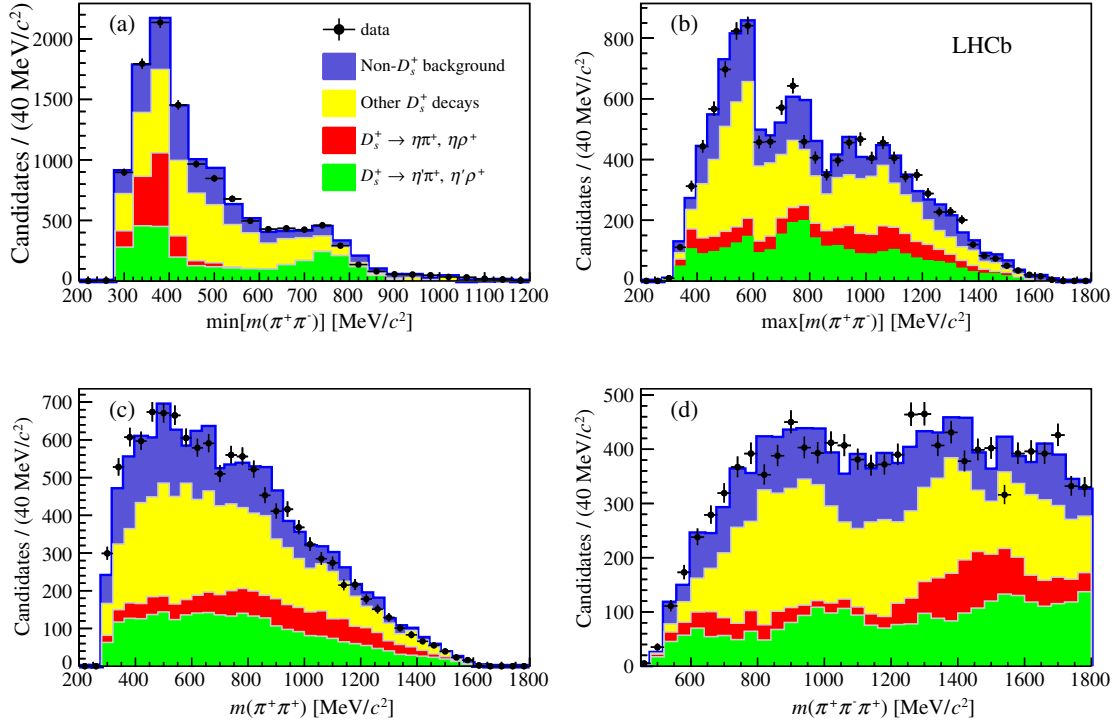 (a)
data
Non-D_s^+ background
Other D_s^+ decays
D_s^+ → ηπ^+, ηρ^+
D_s^+ → η'π^+, η'ρ^+
Candidates / (40 MeV/c^2)
2000
1500
1000
500
0
200 300 400 500 600 700 800 900 1000 1100 1200
min[m(π^+π^-)] [MeV/c^2]
(b)
LHCb
Candidates / (40 MeV/c^2)
800
600
400
200
0
200 400 600 800 1000 1200 1400 1600 1800
max[m(π^+π^-)] [MeV/c^2]
(c)
Candidates / (40 MeV/c^2)
700
600
500
400
300
200
100
0
200 400 600 800 1000 1200 1400 1600 1800
m(π^+π^+) [MeV/c^2]
(d)
Candidates / (40 MeV/c^2)
500
400
300
200
100
0
600 800 1000 1200 1400 1600 1800
m(π^+π^-π^+) [MeV/c^2]